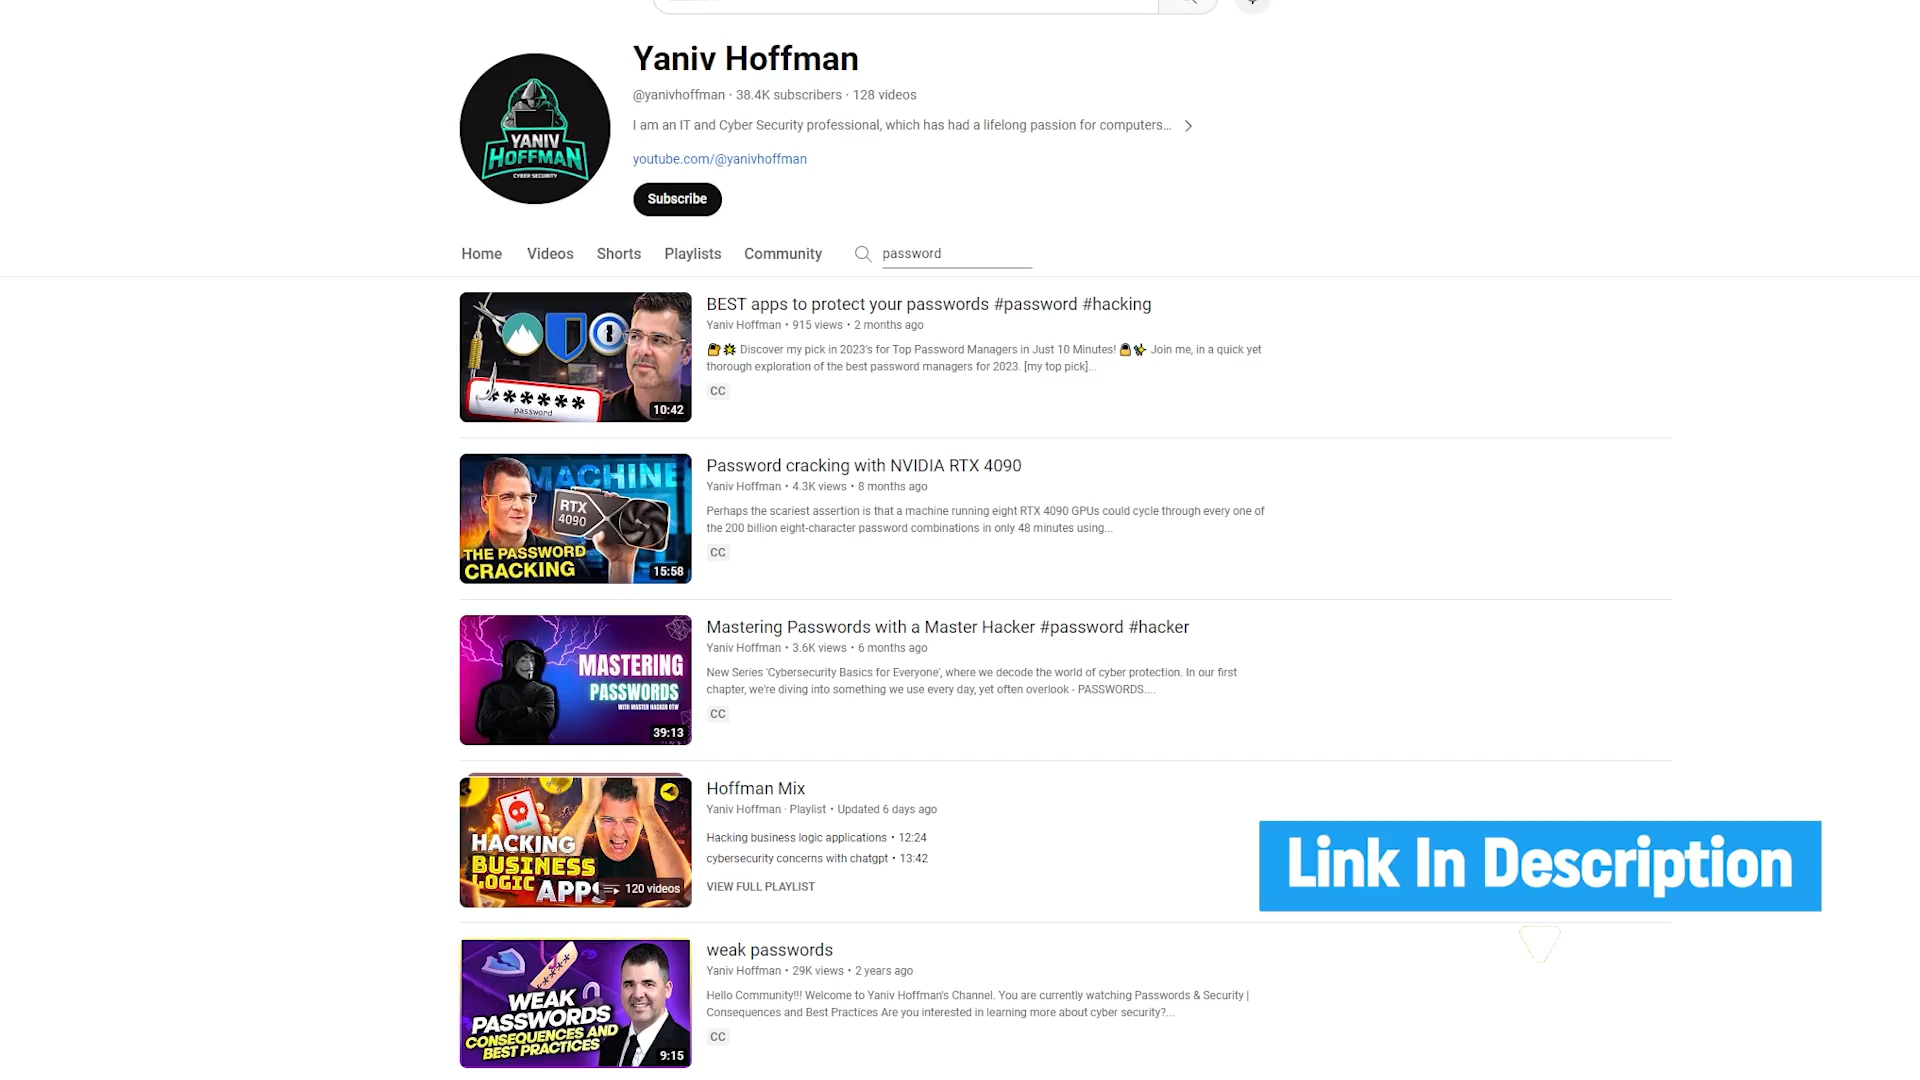 Yaniv Hoffman
@yanivhoffman · 38.4K subscribers · 128 videos
I am an IT and Cyber Security professional, which has had a lifelong passion for computers...
youtube.com/@yanivhoffman
Subscribe
YANIV
HOFFMAN
CYBER SECURITY
Home Videos Shorts Playlists Community password
BEST apps to protect your passwords #password #hacking
Yaniv Hoffman • 915 views • 2 months ago
🔐💥 Discover my pick in 2023's for Top Password Managers in Just 10 Minutes! 🔒✨ Join me, in a quick yet
thorough exploration of the best password managers for 2023. [my top pick]...
CC
******
password
10:42
Password cracking with NVIDIA RTX 4090
Yaniv Hoffman • 4.3K views • 8 months ago
Perhaps the scariest assertion is that a machine running eight RTX 4090 GPUs could cycle through every one of
the 200 billion eight-character password combinations in only 48 minutes using...
CC
MACHINE
RTX
4090
THE PASSWORD
CRACKING
15:58
Mastering Passwords with a Master Hacker #password #hacker
Yaniv Hoffman • 3.6K views • 6 months ago
New Series 'Cybersecurity Basics for Everyone', where we decode the world of cyber protection. In our first
chapter, we're diving into something we use every day, yet often overlook - PASSWORDS....
CC
MASTERING
PASSWORDS
WITH MASTER HACKER OTW
39:13
Hoffman Mix
Yaniv Hoffman · Playlist • Updated 6 days ago
Hacking business logic applications • 12:24
cybersecurity concerns with chatgpt • 13:42
VIEW FULL PLAYLIST
HACKING
BUSINESS
LOGIC APPS
120 videos
Link In Description
weak passwords
Yaniv Hoffman • 29K views • 2 years ago
Hello Community!!! Welcome to Yaniv Hoffman's Channel. You are currently watching Passwords & Security |
Consequences and Best Practices Are you interested in learning more about cyber security?...
CC
WEAK
PASSWORDS
CONSEQUENCES AND
BEST PRACTICES
9:15